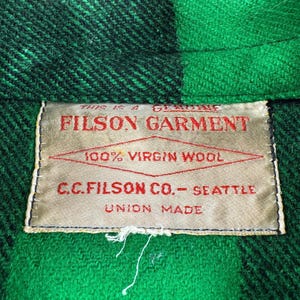 THIS IS A GENUINE
FILSON GARMENT
100% VIRGIN WOOL
C.C. FILSON CO. – SEATTLE
UNION MADE